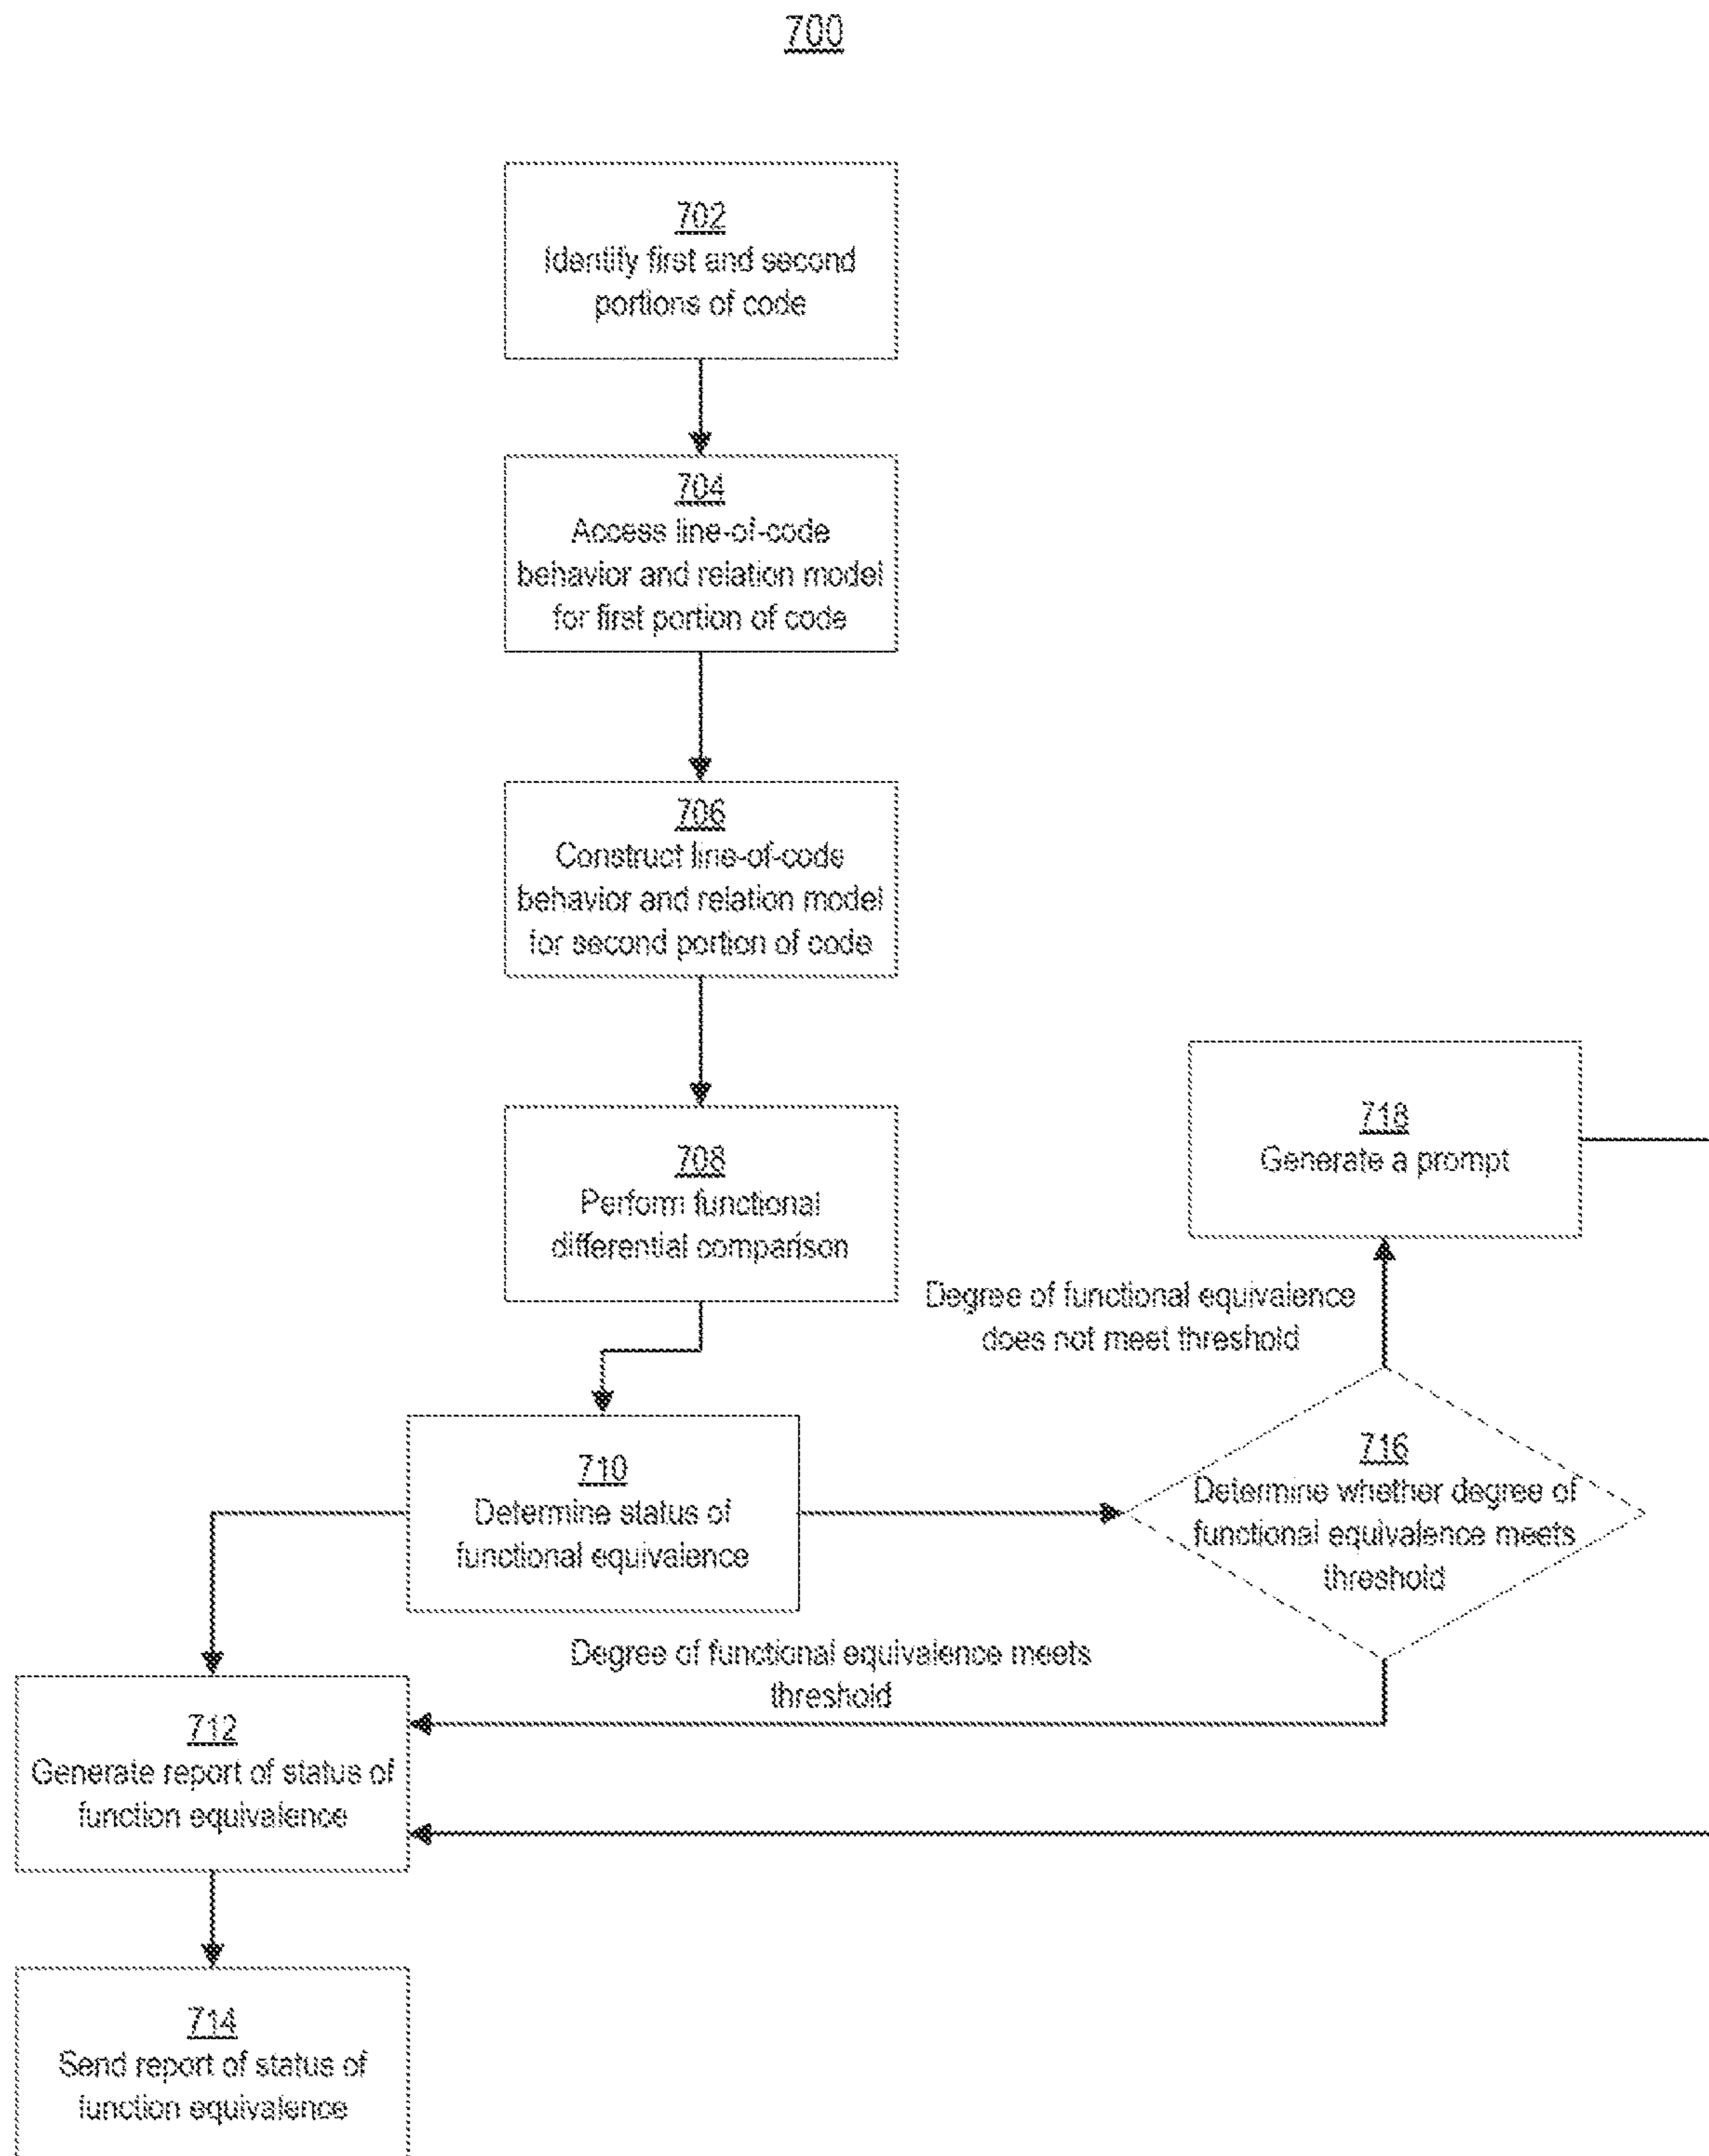 700
702
Identify first and second
portions of code
704
Access line-of-code
behavior and relation model
for first portion of code
706
Construct line-of-code
behavior and relation model
for second portion of code
708
Perform functional
differential comparison
718
Generate a prompt
Degree of functional equivalence
does not meet threshold
710
Determine status of
functional equivalence
716
Determine whether degree of
functional equivalence meets
threshold
Degree of functional equivalence meets
threshold
712
Generate report of status of
function equivalence
714
Send report of status of
function equivalence